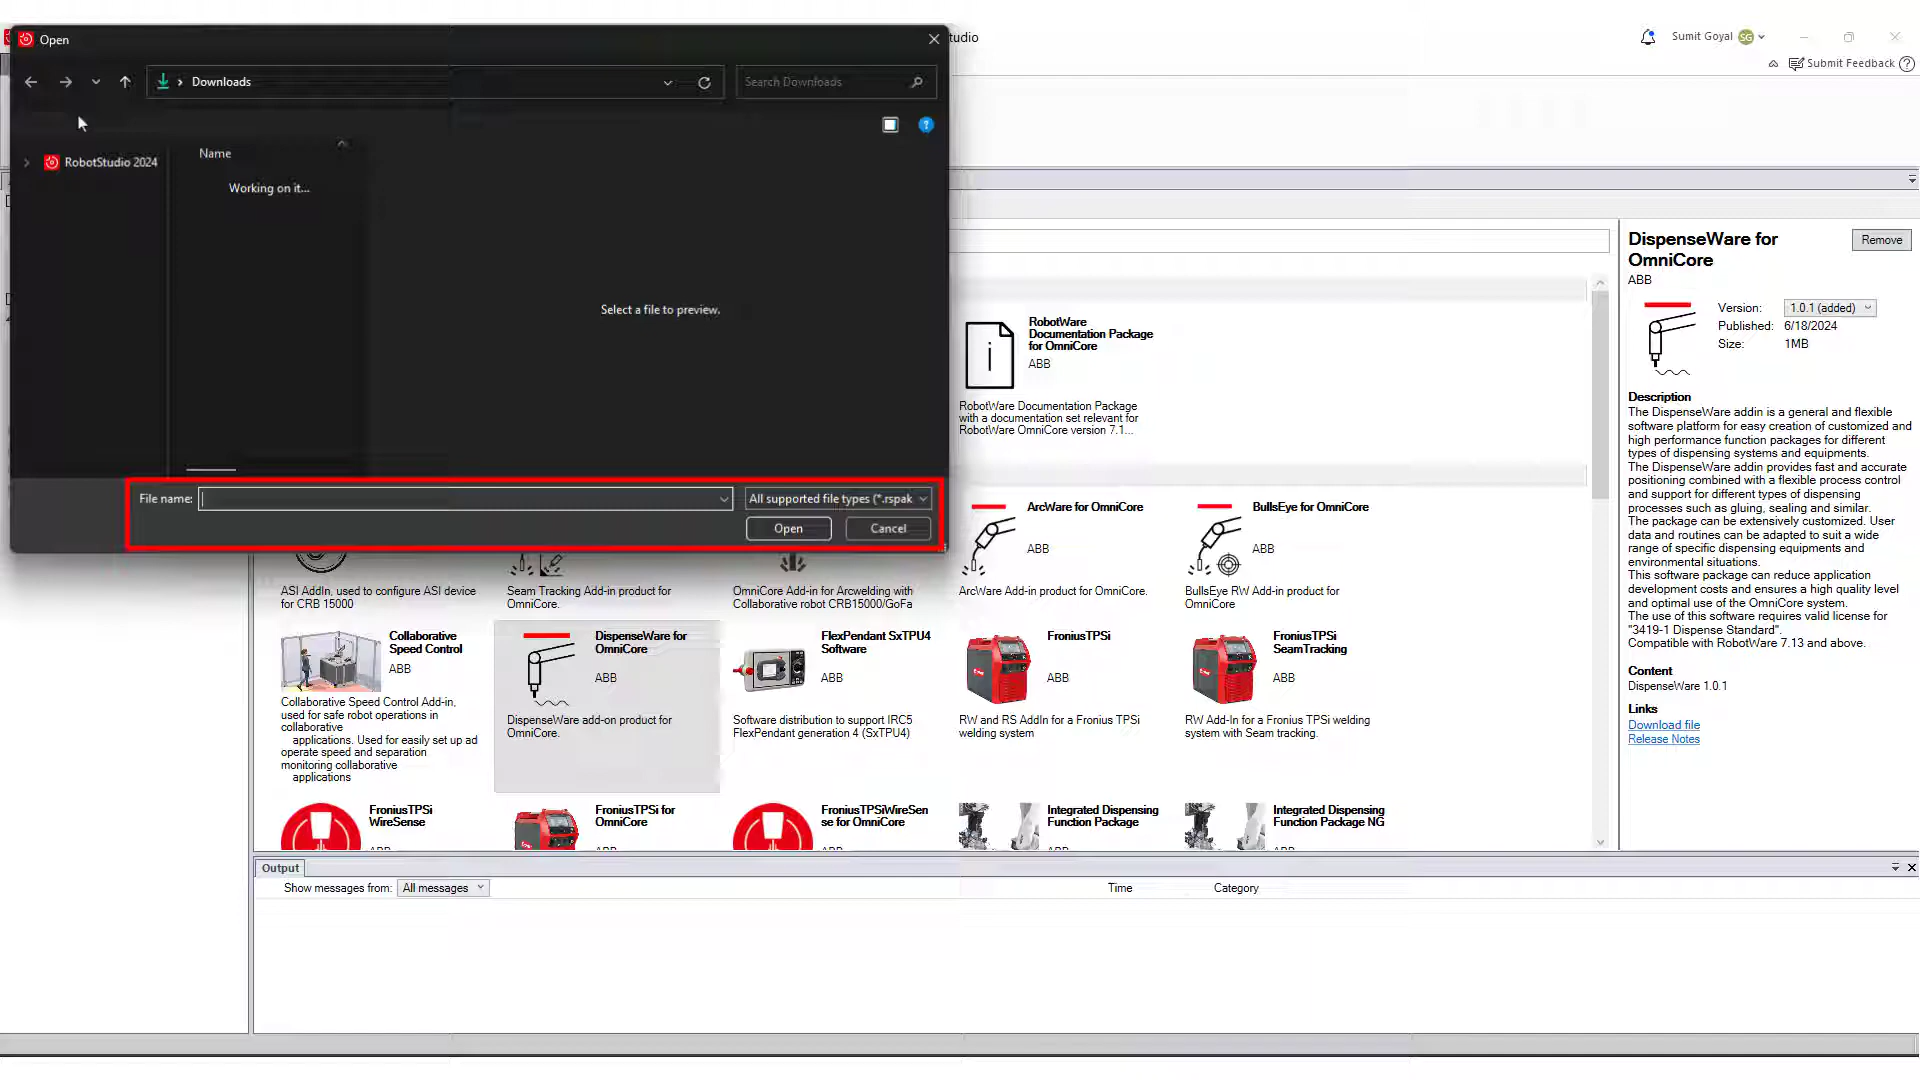 Open
tudio
Sumit Goyal
SG
Submit Feedback
?
Downloads
Search Downloads
?
RobotStudio 2024
Name
Working on it...
Select a file to preview.
File name:
All supported file types (*.rspak
Open
Cancel
RobotWare
Documentation Package
for OmniCore
ABB
RobotWare Documentation Package
with a documentation set relevant for
RobotWare OmniCore version 7.1...
ArcWare for OmniCore
ABB
BullsEye for OmniCore
ABB
ASI AddIn, used to configure ASI device
for CRB 15000
Seam Tracking Add-in product for
OmniCore.
OmniCore Add-in for Arcwelding with
Collaborative robot CRB15000/GoFa
ArcWare Add-in product for OmniCore.
BullsEye RW Add-in product for
OmniCore
Collaborative
Speed Control
ABB
Collaborative Speed Control Add-in,
used for safe robot operations in
collaborative
applications. Used for easily set up ad
operate speed and separation
monitoring collaborative
applications
DispenseWare for
OmniCore
ABB
DispenseWare add-on product for
OmniCore.
FlexPendant SxTPU4
Software
ABB
Software distribution to support IRC5
FlexPendant generation 4 (SxTPU4)
FroniusTPSi
ABB
RW and RS AddIn for a Fronius TPSi
welding system
FroniusTPSi
SeamTracking
ABB
RW Add-In for a Fronius TPSi welding
system with Seam tracking.
FroniusTPSi
WireSense
ABB
FroniusTPSi for
OmniCore
ABB
FroniusTPSiWireSen
se for OmniCore
ABB
Integrated Dispensing
Function Package
ABB
Integrated Dispensing
Function Package NG
ABB
DispenseWare for
OmniCore
Remove
ABB
Version: 1.0.1 (added)
Published: 6/18/2024
Size: 1MB
Description
The DispenseWare addin is a general and flexible
software platform for easy creation of customized and
high performance function packages for different
types of dispensing systems and equipments.
The DispenseWare addin provides fast and accurate
positioning combined with a flexible process control
and support for different types of dispensing
processes such as gluing, sealing and similar.
The package can be extensively customized. User
data and routines can be adapted to suit a wide
range of specific dispensing equipments and
environmental situations.
This software package can reduce application
development costs and ensures a high quality level
and optimal use of the OmniCore system.
The use of this software requires valid license for
"3419-1 Dispense Standard".
Compatible with RobotWare 7.13 and above.
Content
DispenseWare 1.0.1
Links
Download file
Release Notes
Output
Show messages from: All messages
Time
Category